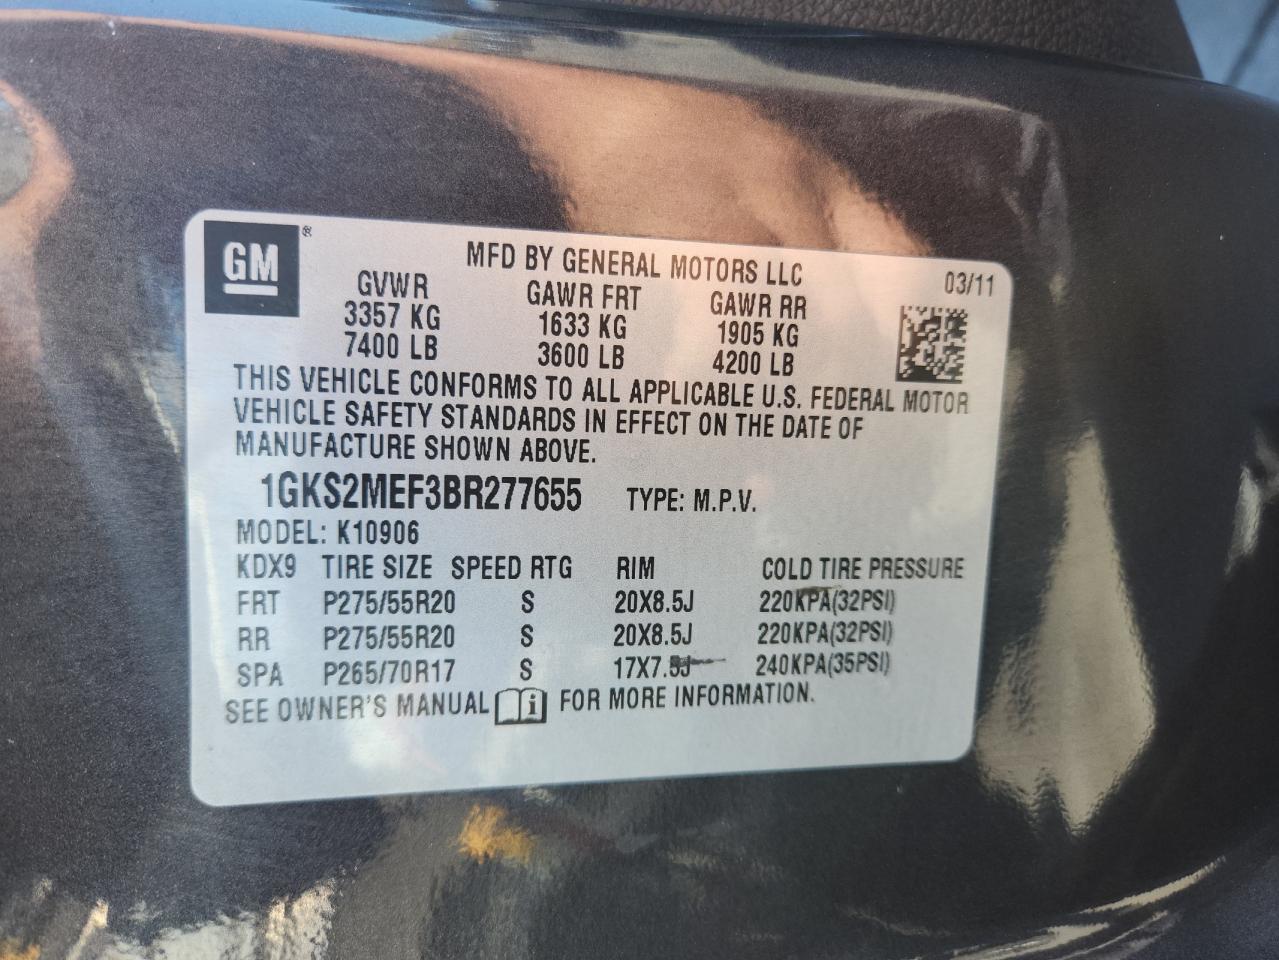 GM ®
MFD BY GENERAL MOTORS LLC
03/11
GVWR GAWR FRT GAWR RR
3357 KG 1633 KG 1905 KG
7400 LB 3600 LB 4200 LB
THIS VEHICLE CONFORMS TO ALL APPLICABLE U.S. FEDERAL MOTOR
VEHICLE SAFETY STANDARDS IN EFFECT ON THE DATE OF
MANUFACTURE SHOWN ABOVE.
1GKS2MEF3BR277655 TYPE: M.P.V.
MODEL: K10906
KDX9 TIRE SIZE SPEED RTG RIM COLD TIRE PRESSURE
FRT P275/55R20 S 20X8.5J 220KPA(32PSI)
RR P275/55R20 S 20X8.5J 220KPA(32PSI)
SPA P265/70R17 S 17X7.5J 240KPA(35PSI)
SEE OWNER'S MANUAL i FOR MORE INFORMATION.